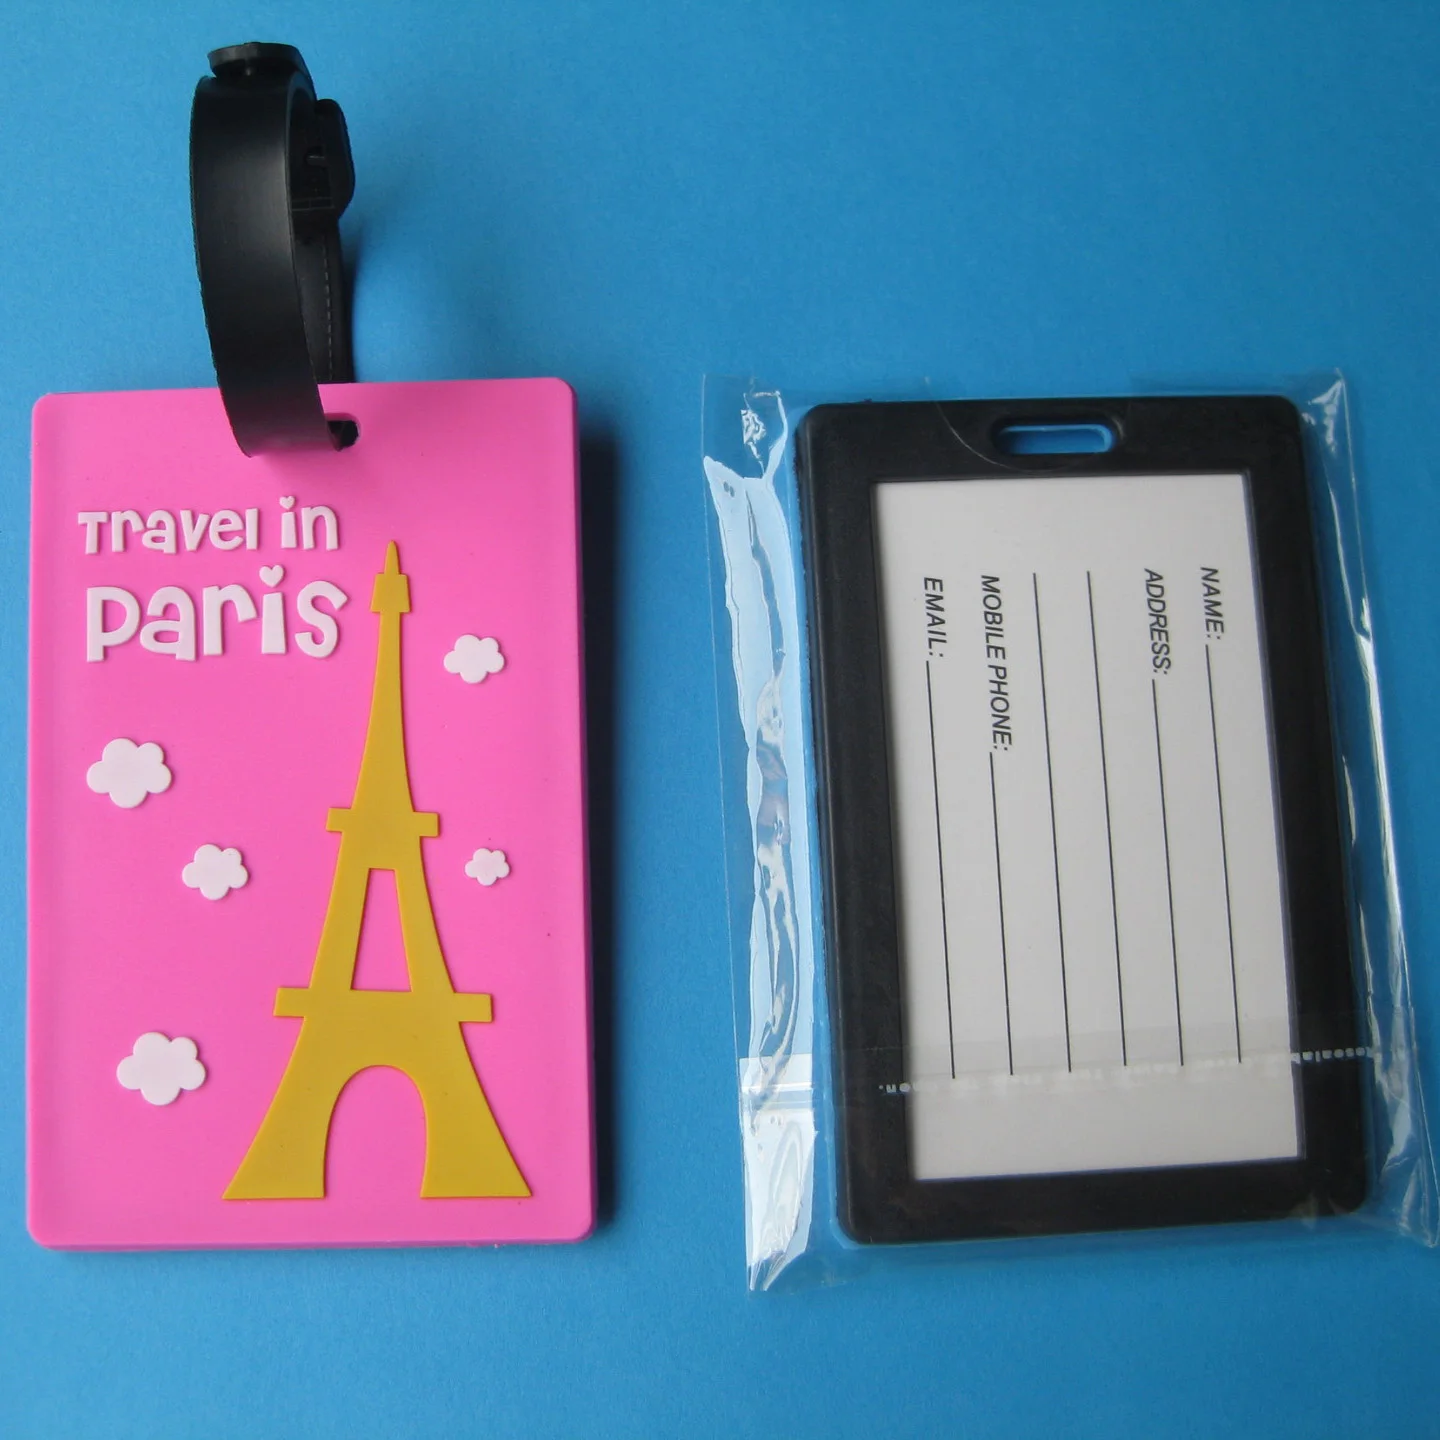 Travel in
Paris
NAME:
ADDRESS:
MOBILE PHONE:
EMAIL: